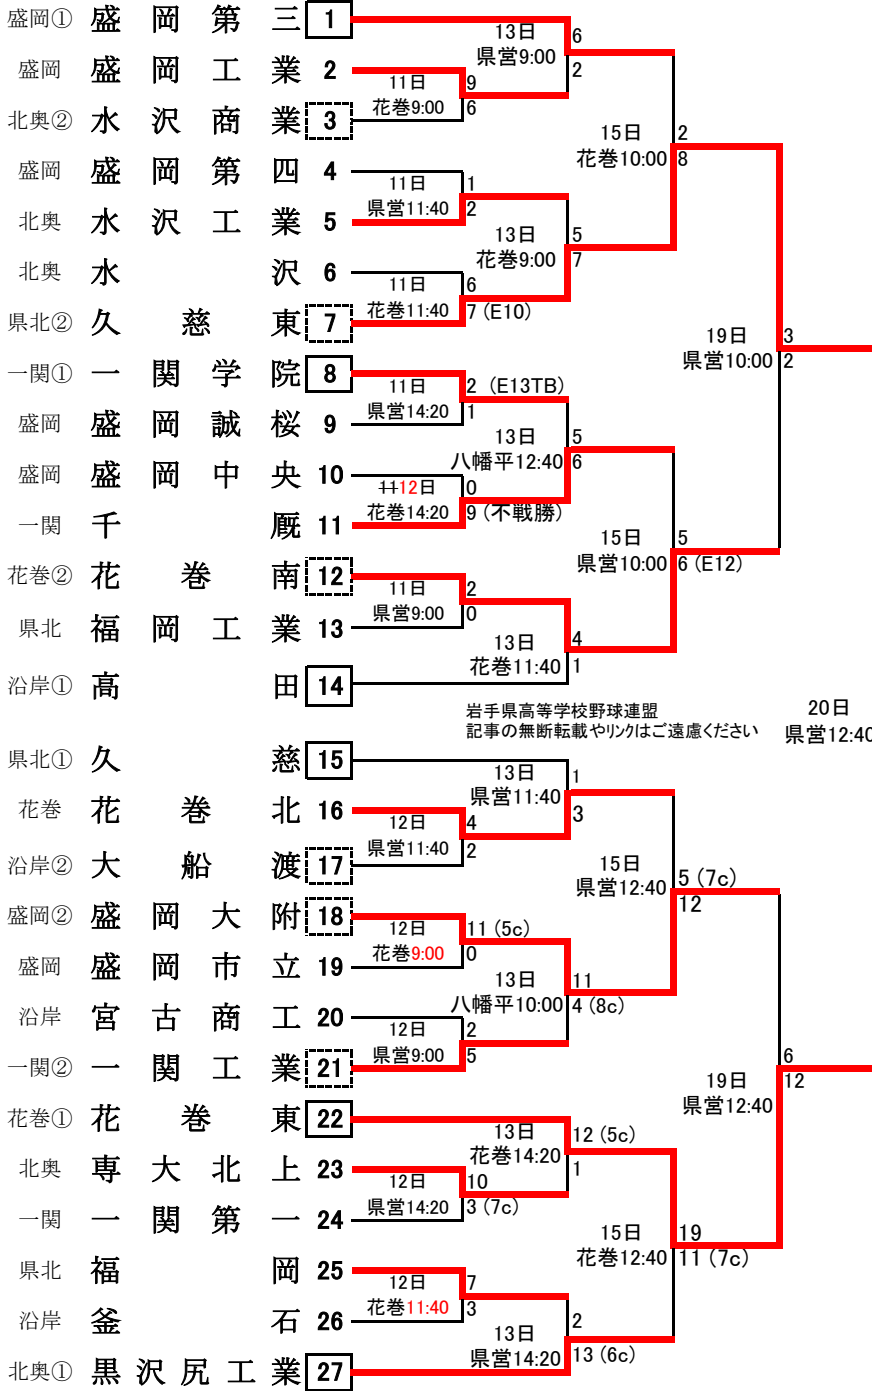 盛岡① 盛岡第三 1
盛岡 盛岡工業 2
北奥② 水沢商業 3
盛岡 盛岡第四 4
北奥 水沢工業 5
北奥 水沢 6
県北② 久慈東 7
一関① 一関学院 8
盛岡 盛岡誠桜 9
盛岡 盛岡中央 10
一関 千厩 11
花巻② 花巻南 12
県北 福岡工業 13
沿岸① 高田 14
県北① 久慈 15
花巻 花巻北 16
沿岸② 大船渡 17
盛岡② 盛岡大附 18
盛岡 盛岡市立 19
沿岸 宮古商工 20
一関② 一関工業 21
花巻① 花巻東 22
北奥 専大北上 23
一関 一関第一 24
県北 福岡 25
沿岸 釜石 26
北奥① 黒沢尻工業 27
11日 9
花巻9:00 6
11日 1
県営11:40 2
11日 6
花巻11:40 7 (E10)
11日 2 (E13TB)
県営14:20 1
1112日 0
花巻14:20 9 (不戦勝)
11日 2
県営9:00 0
12日 4
県営11:40 2
12日 11 (5c)
花巻9:00 0
12日 2
県営9:00 5
12日 10
県営14:20 3 (7c)
12日 7
花巻11:40 3
13日 6
県営9:00 2
13日 5
花巻9:00 7
13日 5
八幡平12:40 6
13日 4
花巻11:40 1
13日 1
県営11:40 3
13日 11
八幡平10:00 4 (8c)
13日 12 (5c)
花巻14:20 1
13日 2
県営14:20 13 (6c)
15日 2
花巻10:00 8
15日 5
県営10:00 6 (E12)
15日 5 (7c)
県営12:40 12
15日 19
花巻12:40 11 (7c)
19日 3
県営10:00 2
19日 6
県営12:40 12
岩手県高等学校野球連盟
記事の無断転載やリンクはご遠慮ください
20日
県営12:40